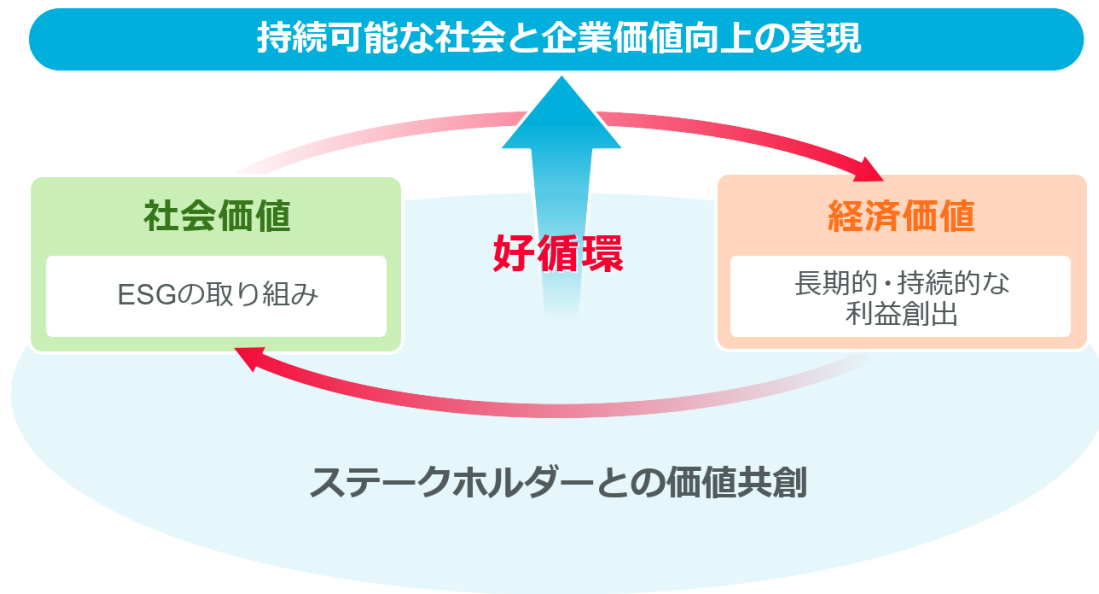 持続可能な社会と企業価値向上の実現
社会価値
ESGの取り組み
好循環
経済価値
長期的・持続的な
利益創出
ステークホルダーとの価値共創